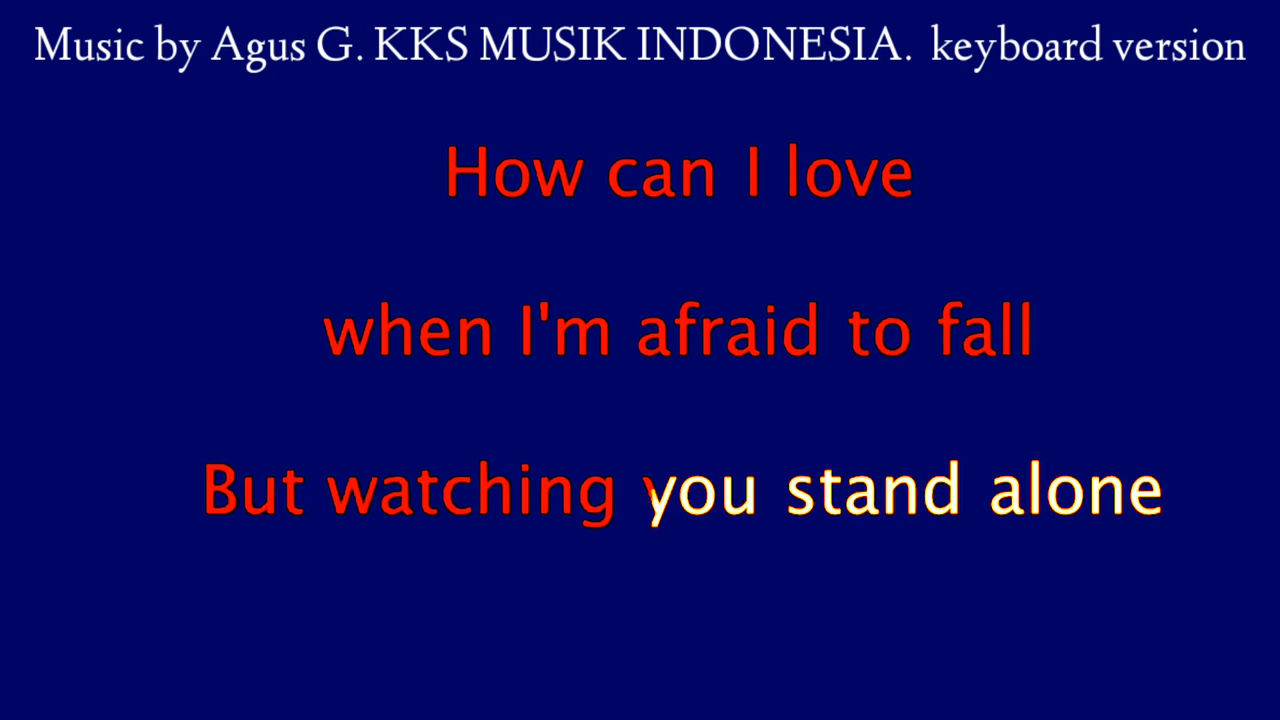 Music by Agus G. KKS MUSIK INDONESIA. keyboard version
How can I love
when I'm afraid to fall
But watching you stand alone